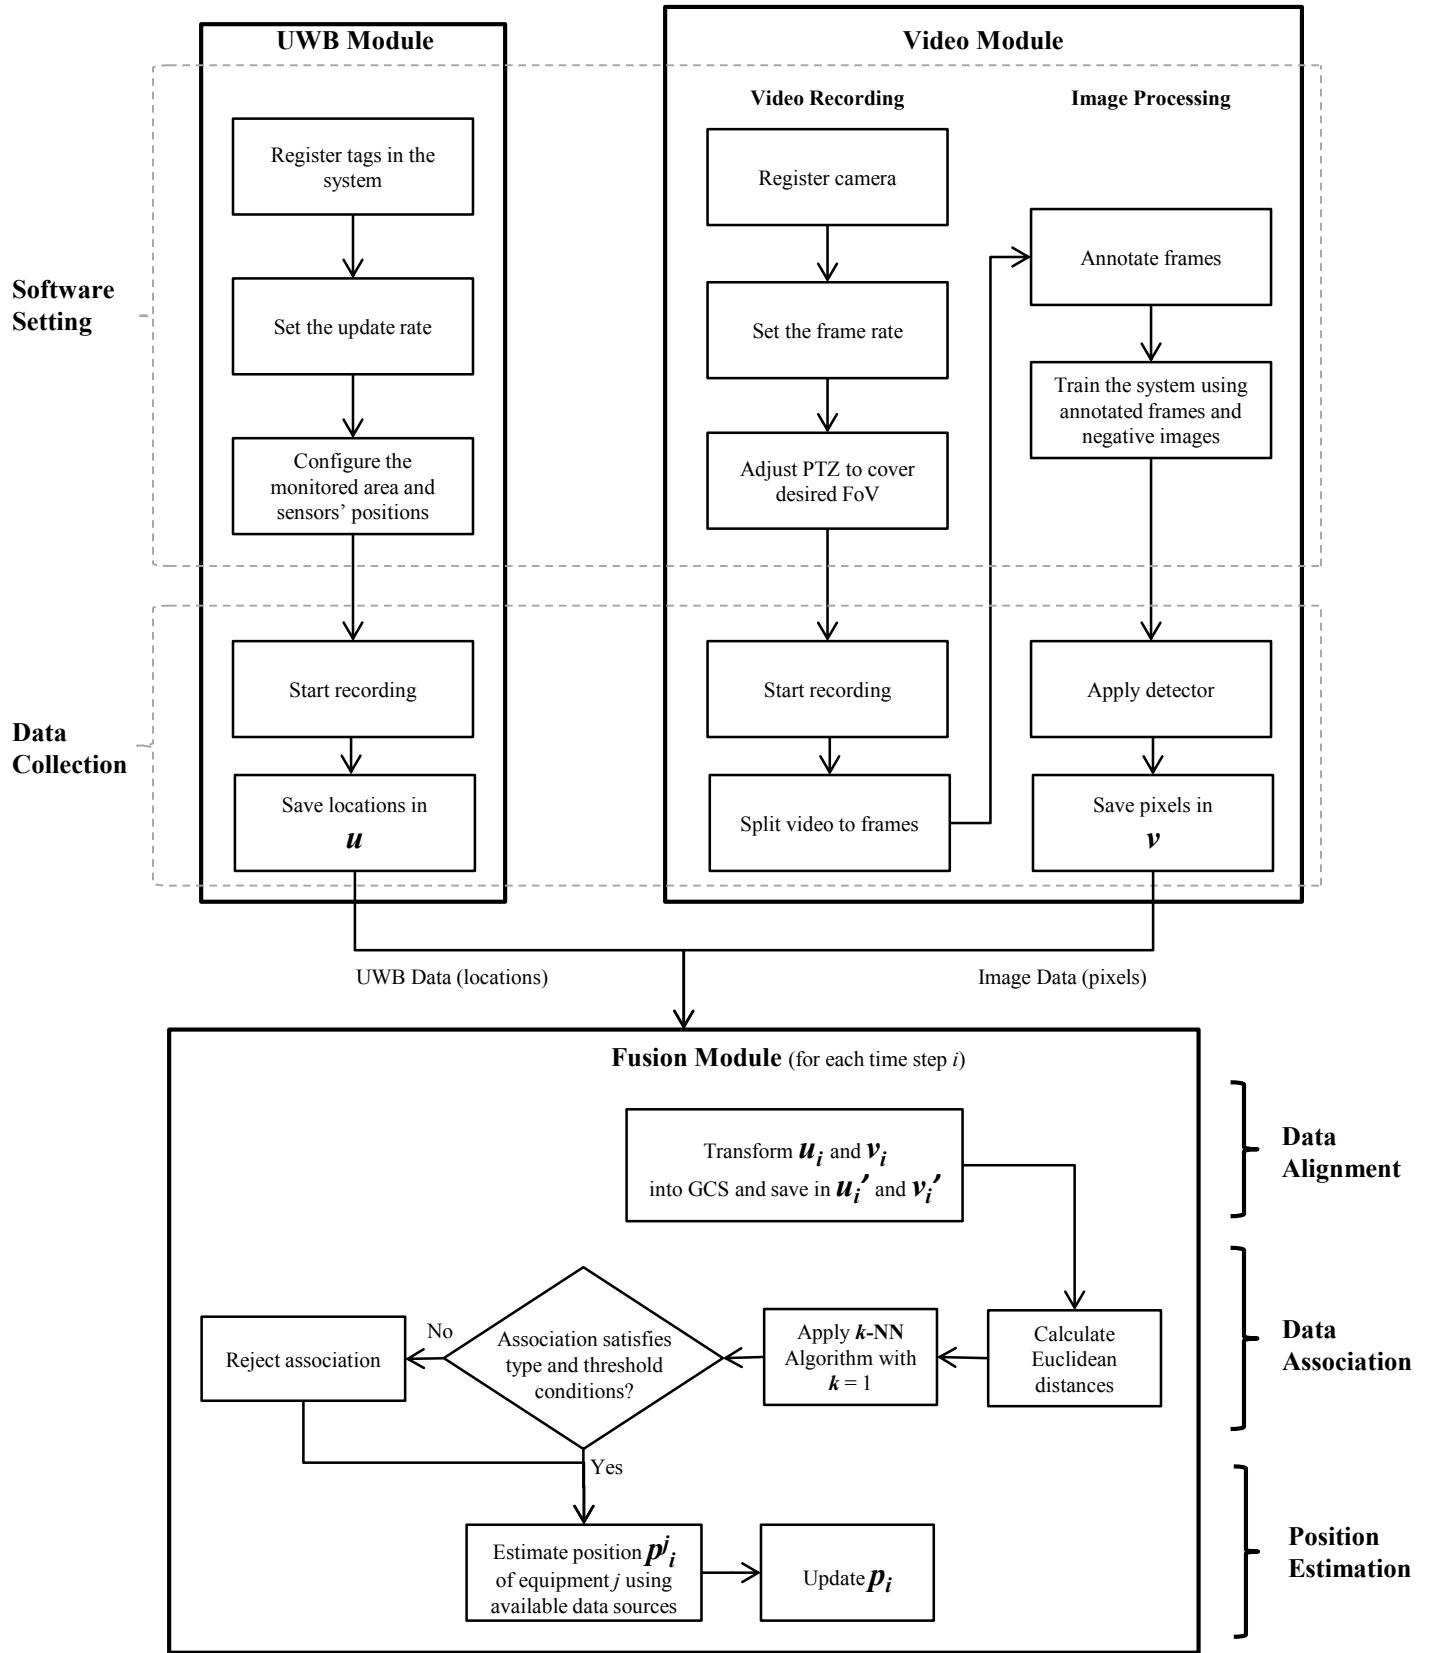 UWB Module
Video Module
Video Recording
Image Processing
Software
Setting
Register tags in the
system
Set the update rate
Configure the
monitored area and
sensors' positions
Register camera
Set the frame rate
Adjust PTZ to cover
desired FoV
Annotate frames
Train the system using
annotated frames and
negative images
Data
Collection
Start recording
Save locations in
u
Start recording
Split video to frames
Apply detector
Save pixels in
v
UWB Data (locations)
Image Data (pixels)
Fusion Module (for each time step i)
Transform u_i and v_i
into GCS and save in u_i′ and v_i′
Data
Alignment
Calculate
Euclidean
distances
Apply k-NN
Algorithm with
k = 1
Association satisfies
type and threshold
conditions?
No
Reject association
Yes
Data
Association
Estimate position p^j_i
of equipment j using
available data sources
Update p_i
Position
Estimation